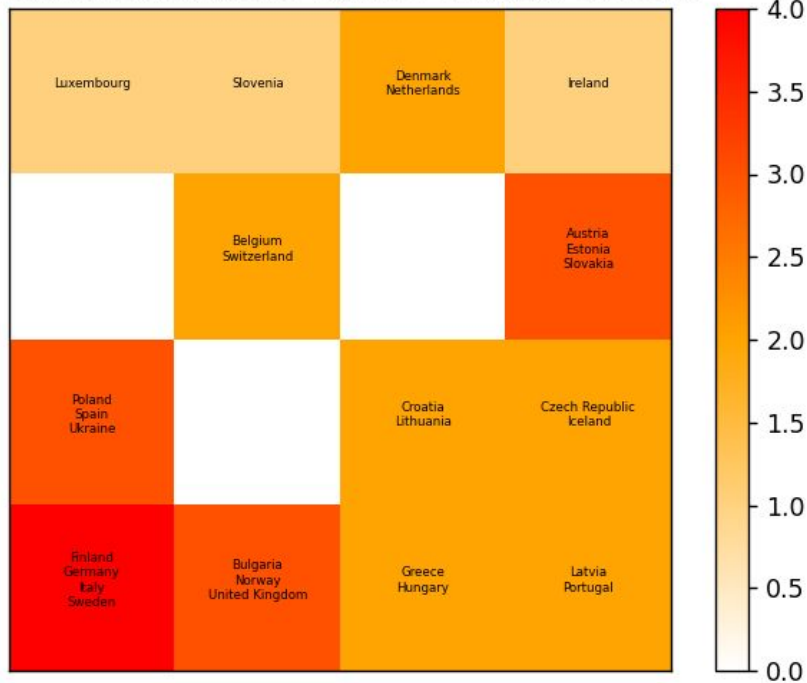 Luxembourg
Slovenia
Denmark
Netherlands
Ireland
Belgium
Switzerland
Austria
Estonia
Slovakia
Poland
Spain
Ukraine
Croatia
Lithuania
Czech Republic
Iceland
Finland
Germany
Italy
Sweden
Bulgaria
Norway
United Kingdom
Greece
Hungary
Latvia
Portugal
4.0
3.5
3.0
2.5
2.0
1.5
1.0
0.5
0.0